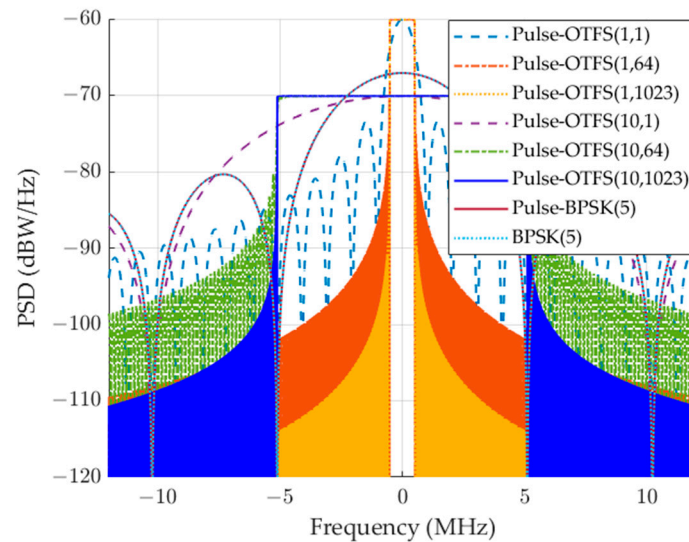 −60
−70
−80
−90
−100
−110
−120
PSD (dBW/Hz)
−10
−5
0
5
10
Frequency (MHz)
Pulse-OTFS(1,1)
Pulse-OTFS(1,64)
Pulse-OTFS(1,1023)
Pulse-OTFS(10,1)
Pulse-OTFS(10,64)
Pulse-OTFS(10,1023)
Pulse-BPSK(5)
BPSK(5)